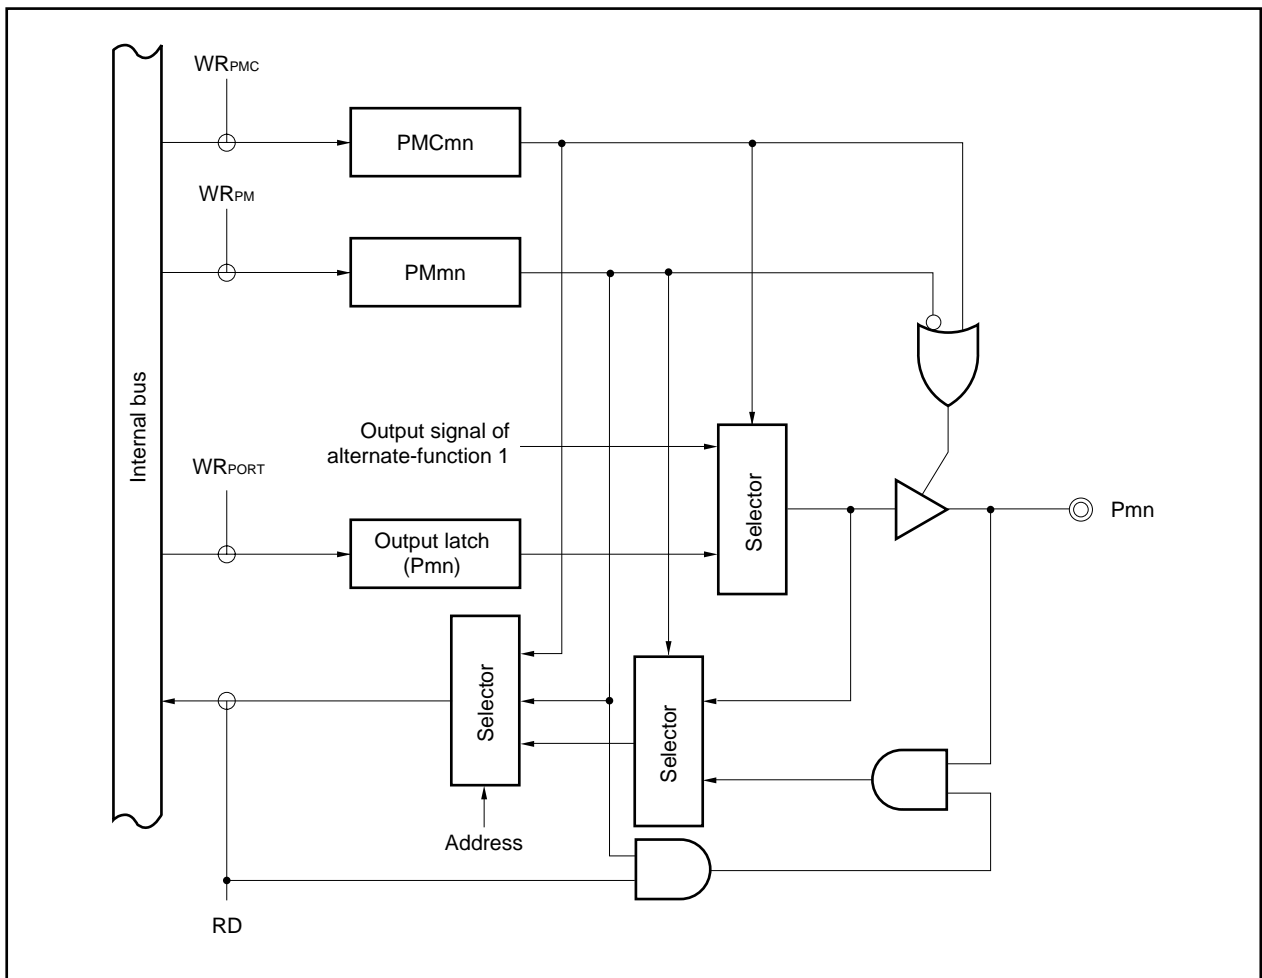 WRPMC
PMCmn
WRPM
PMmn
Internal bus
Output signal of
alternate-function 1
WRPORT
Output latch
(Pmn)
Selector
Pmn
Selector
Selector
Address
RD